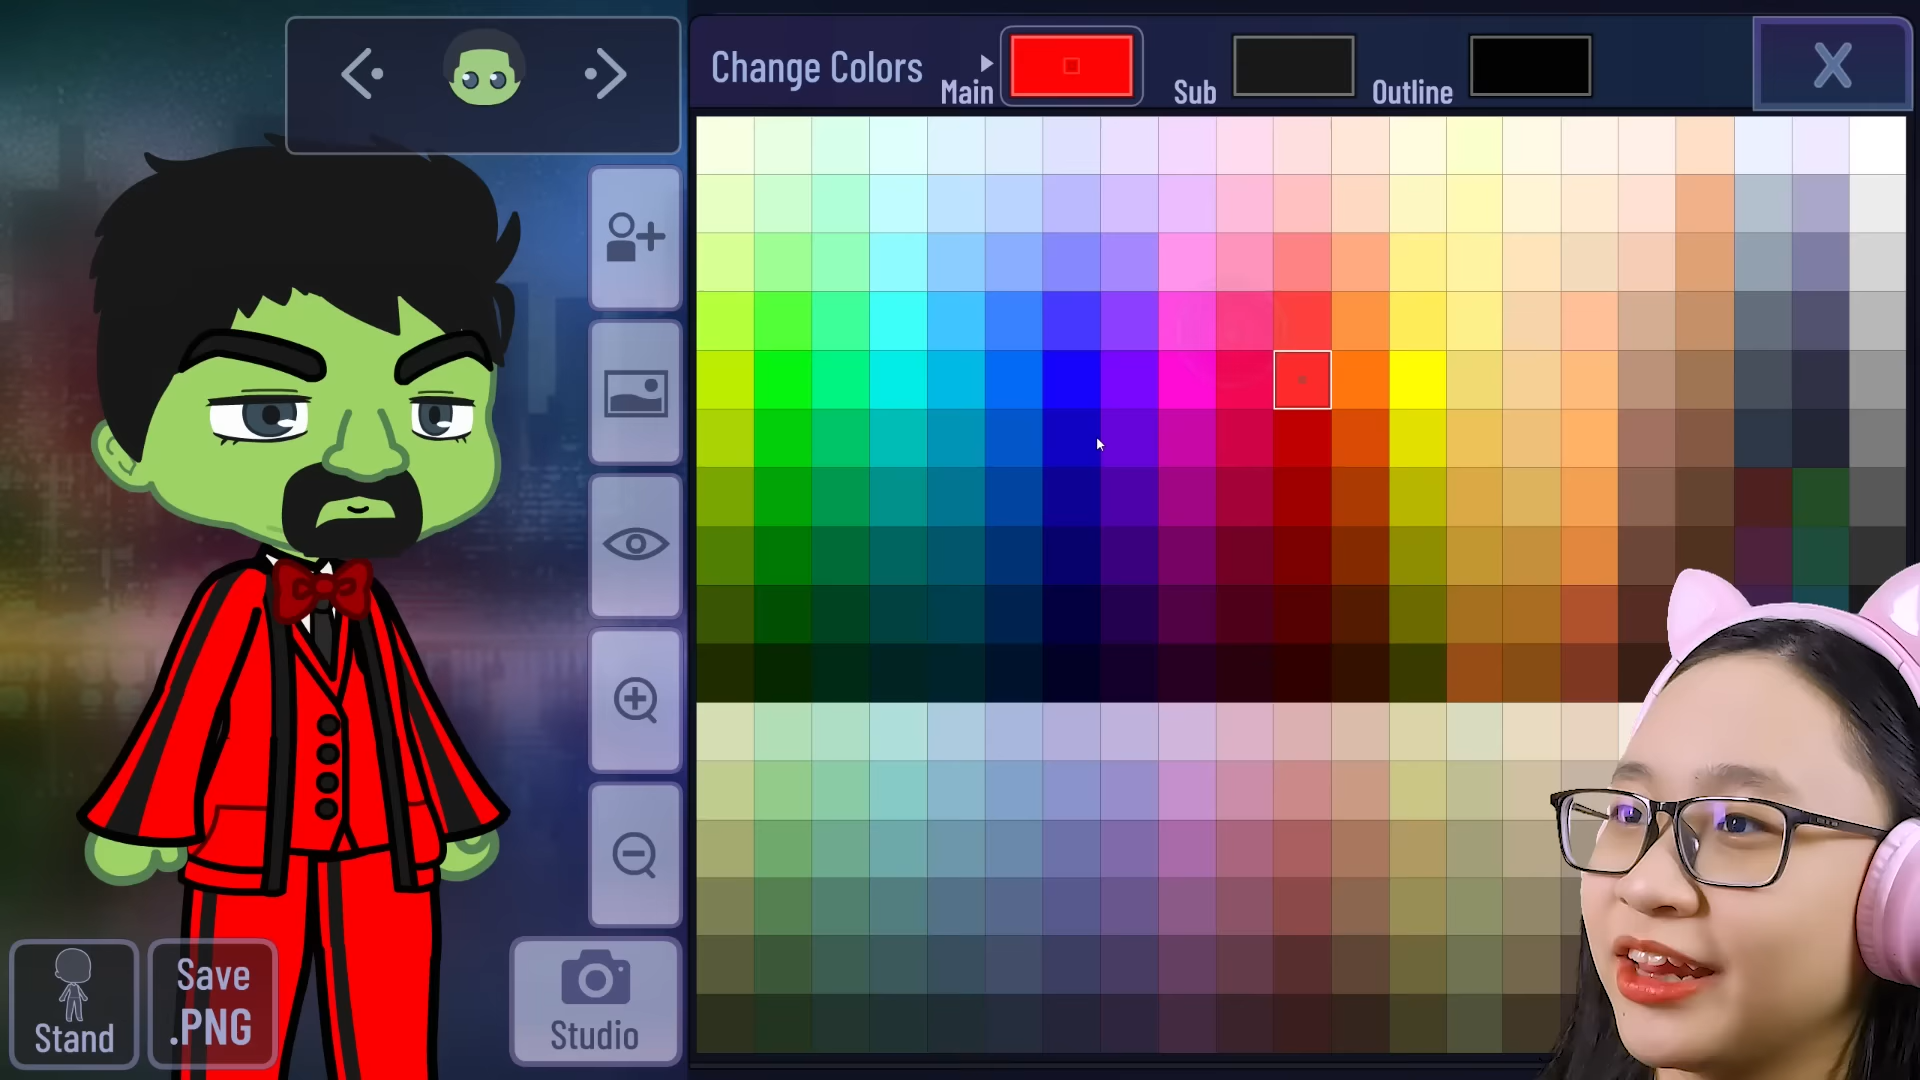 Change Colors
Main
Sub
Outline
X
Stand
Save
.PNG
Studio